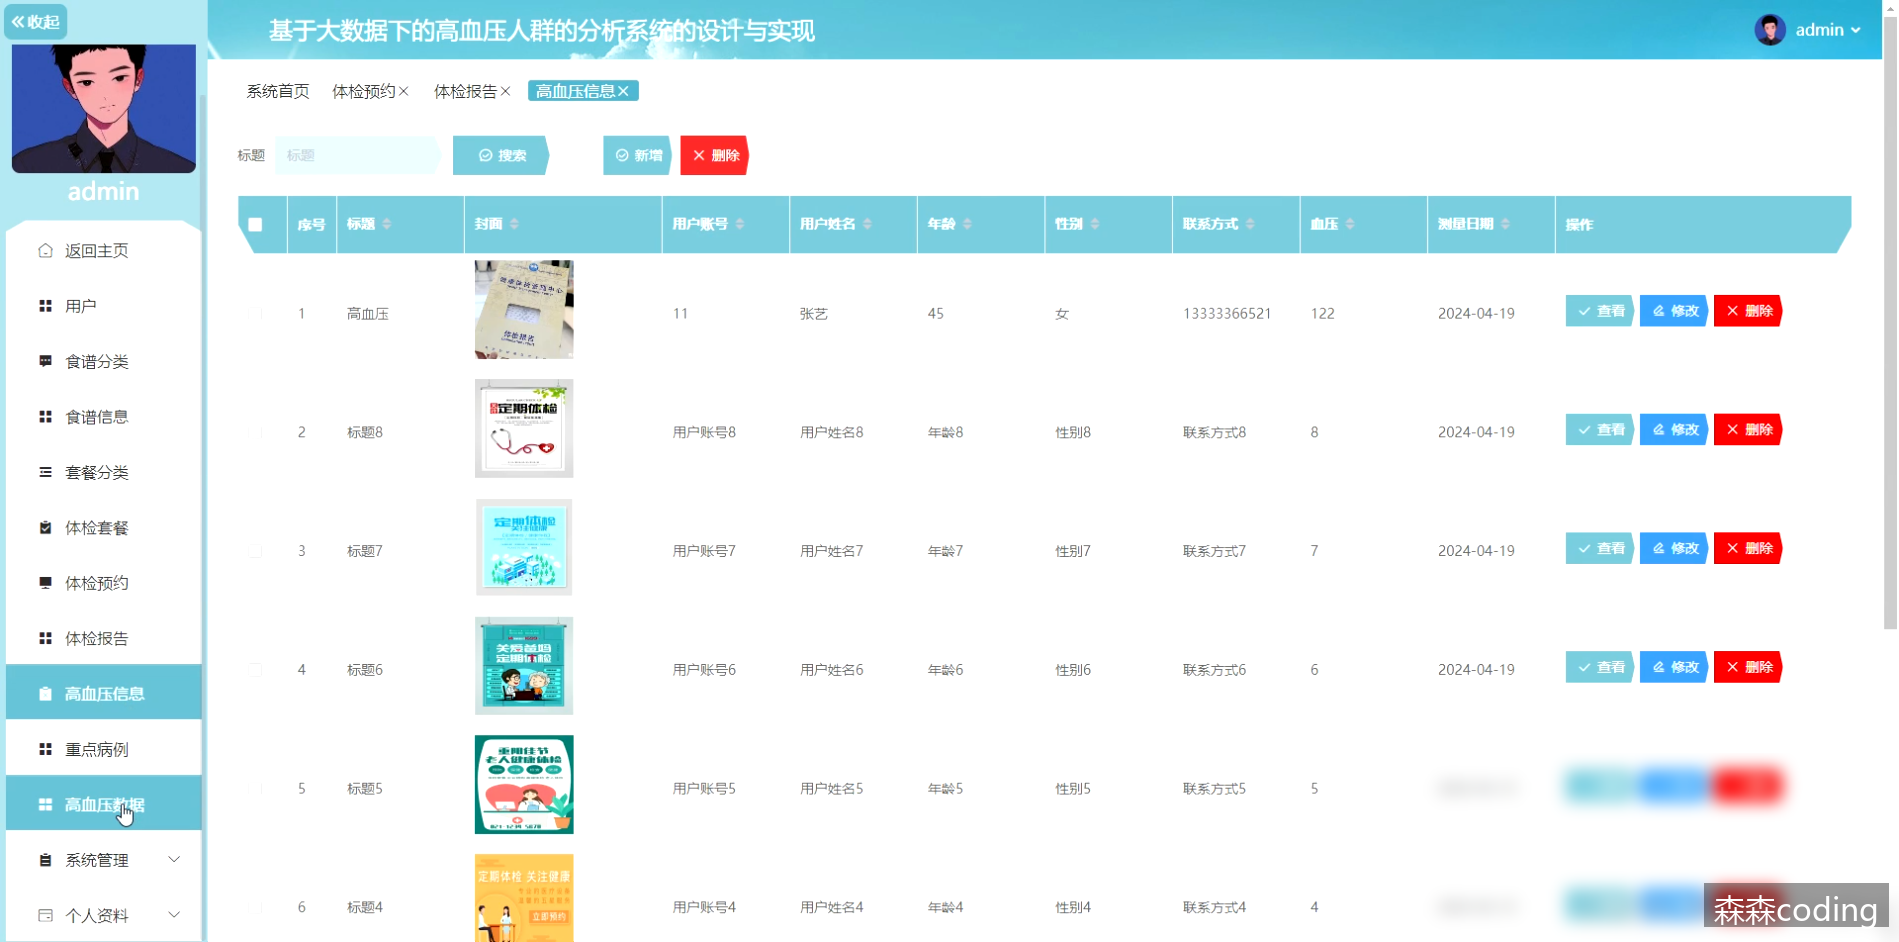 收起
基于大数据下的高血压人群的分析系统的设计与实现
admin
admin
返回主页
用户
食谱分类
食谱信息
套餐分类
体检套餐
体检预约
体检报告
高血压信息
重点病例
高血压数据
系统管理
个人资料
系统首页 体检预约 体检报告 高血压信息
标题 标题 搜索 新增 删除
序号 标题 封面 用户账号 用户姓名 年龄 性别 联系方式 血压 测量日期 操作
1 高血压 11 张艺 45 女 13333366521 122 2024-04-19 查看 修改 删除
体检报告
2 标题8 用户账号8 用户姓名8 年龄8 性别8 联系方式8 8 2024-04-19 查看 修改 删除
定期体检
3 标题7 用户账号7 用户姓名7 年龄7 性别7 联系方式7 7 2024-04-19 查看 修改 删除
定期体检
4 标题6 用户账号6 用户姓名6 年龄6 性别6 联系方式6 6 2024-04-19 查看 修改 删除
关爱爸妈
定期体检
5 标题5 用户账号5 用户姓名5 年龄5 性别5 联系方式5 5
重阳佳节
老人健康体检
6 标题4 用户账号4 用户姓名4 年龄4 性别4 联系方式4 4
定期体检 关注健康
立即预约
森森coding